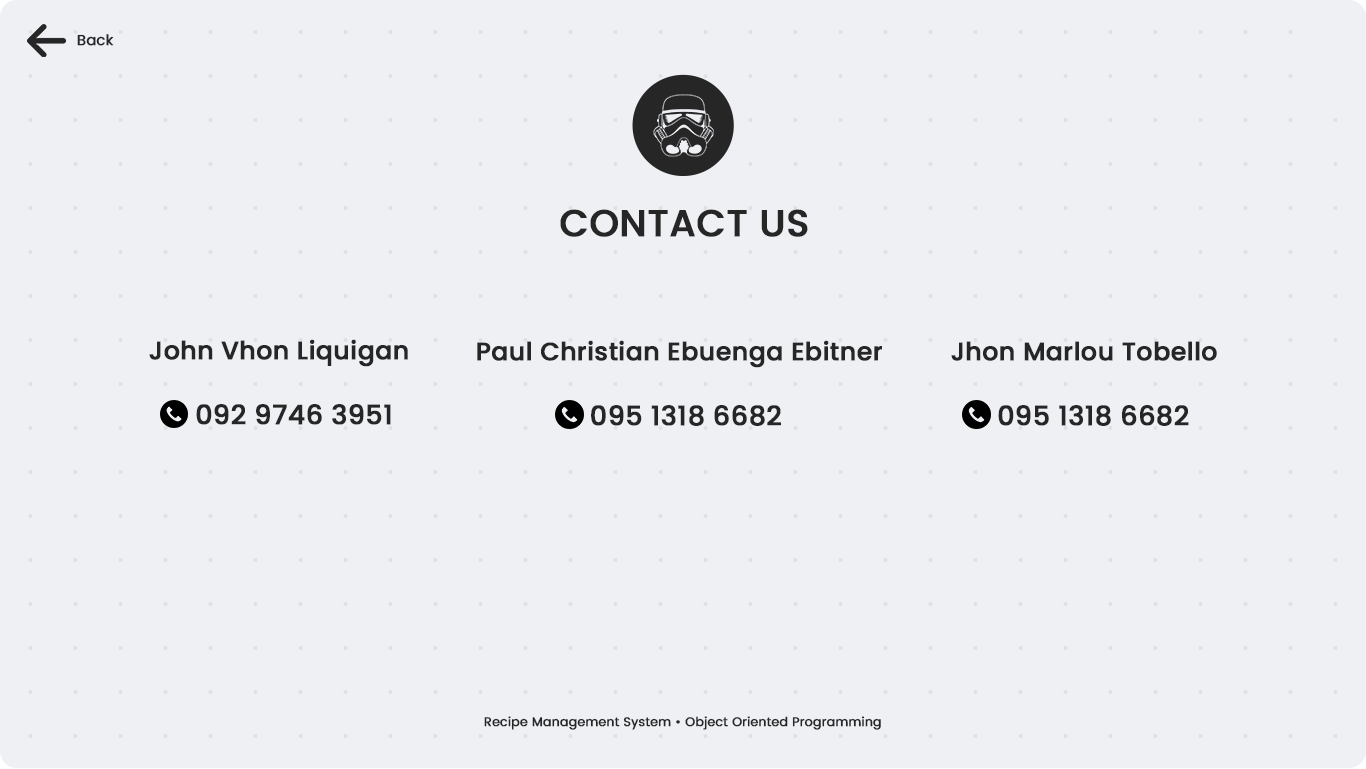 Back
CONTACT US
John Vhon Liquigan
092 9746 3951
Paul Christian Ebuenga Ebitner
095 1318 6682
Jhon Marlou Tobello
095 1318 6682
Recipe Management System • Object Oriented Programming